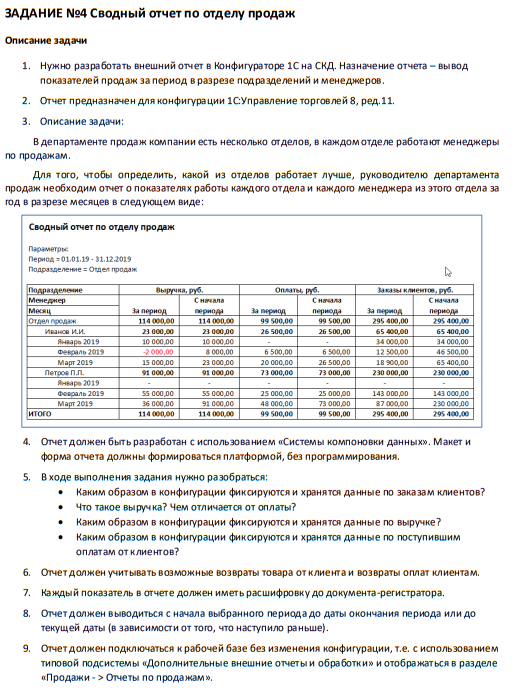 ЗАДАНИЕ №4 Сводный отчет по отделу продаж
Описание задачи
1. Нужно разработать внешний отчет в Конфигураторе 1С на СКД. Назначение отчета – вывод
показателей продаж за период в разрезе подразделений и менеджеров.
2. Отчет предназначен для конфигурации 1С:Управление торговлей 8, ред.11.
3. Описание задачи:
В департаменте продаж компании есть несколько отделов, в каждом отделе работают менеджеры
по продажам.
Для того, чтобы определить, какой из отделов работает лучше, руководителю департамента
продаж необходим отчет о показателях работы каждого отдела и каждого менеджера из этого отдела за
год в разрезе месяцев в следующем виде:
Сводный отчет по отделу продаж
Параметры:
Период = 01.01.19 - 31.12.2019
Подразделение = Отдел продаж
Подразделение Выручка, руб. Оплаты, руб. Заказы клиентов, руб.
Менеджер С начала С начала С начала
Месяц За период периода За период периода За период периода
Отдел продаж 114 000,00 114 000,00 99 500,00 99 500,00 295 400,00 295 400,00
Иванов И.И. 23 000,00 23 000,00 26 500,00 26 500,00 65 400,00 65 400,00
Январь 2019 10 000,00 10 000,00 - - 34 000,00 34 000,00
Февраль 2019 -2 000,00 8 000,00 6 500,00 6 500,00 12 500,00 46 500,00
Март 2019 15 000,00 23 000,00 20 000,00 26 500,00 18 900,00 65 400,00
Петров П.П. 91 000,00 91 000,00 73 000,00 73 000,00 230 000,00 230 000,00
Январь 2019 - - - - - -
Февраль 2019 55 000,00 55 000,00 25 000,00 25 000,00 143 000,00 143 000,00
Март 2019 36 000,00 91 000,00 48 000,00 73 000,00 87 000,00 230 000,00
ИТОГО 114 000,00 114 000,00 99 500,00 99 500,00 295 400,00 295 400,00
4. Отчет должен быть разработан с использованием «Системы компоновки данных». Макет и
форма отчета должны формироваться платформой, без программирования.
5. В ходе выполнения задания нужно разобраться:
• Каким образом в конфигурации фиксируются и хранятся данные по заказам клиентов?
• Что такое выручка? Чем отличается от оплаты?
• Каким образом в конфигурации фиксируются и хранятся данные по выручке?
• Каким образом в конфигурации фиксируются и хранятся данные по поступившим
оплатам от клиентов?
6. Отчет должен учитывать возможные возвраты товара от клиента и возвраты оплат клиентам.
7. Каждый показатель в отчете должен иметь расшифровку до документа-регистратора.
8. Отчет должен выводиться с начала выбранного периода до даты окончания периода или до
текущей даты (в зависимости от того, что наступило раньше).
9. Отчет должен подключаться к рабочей базе без изменения конфигурации, т.е. с использованием
типовой подсистемы «Дополнительные внешние отчеты и обработки» и отображаться в разделе
«Продажи - > Отчеты по продажам».